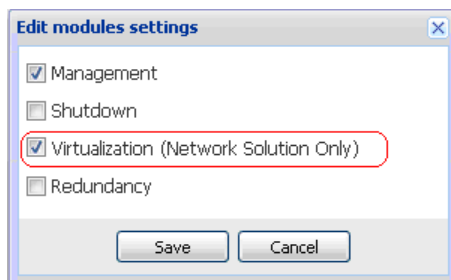 Edit modules settings
Management
Shutdown
Virtualization (Network Solution Only)
Redundancy
Save Cancel